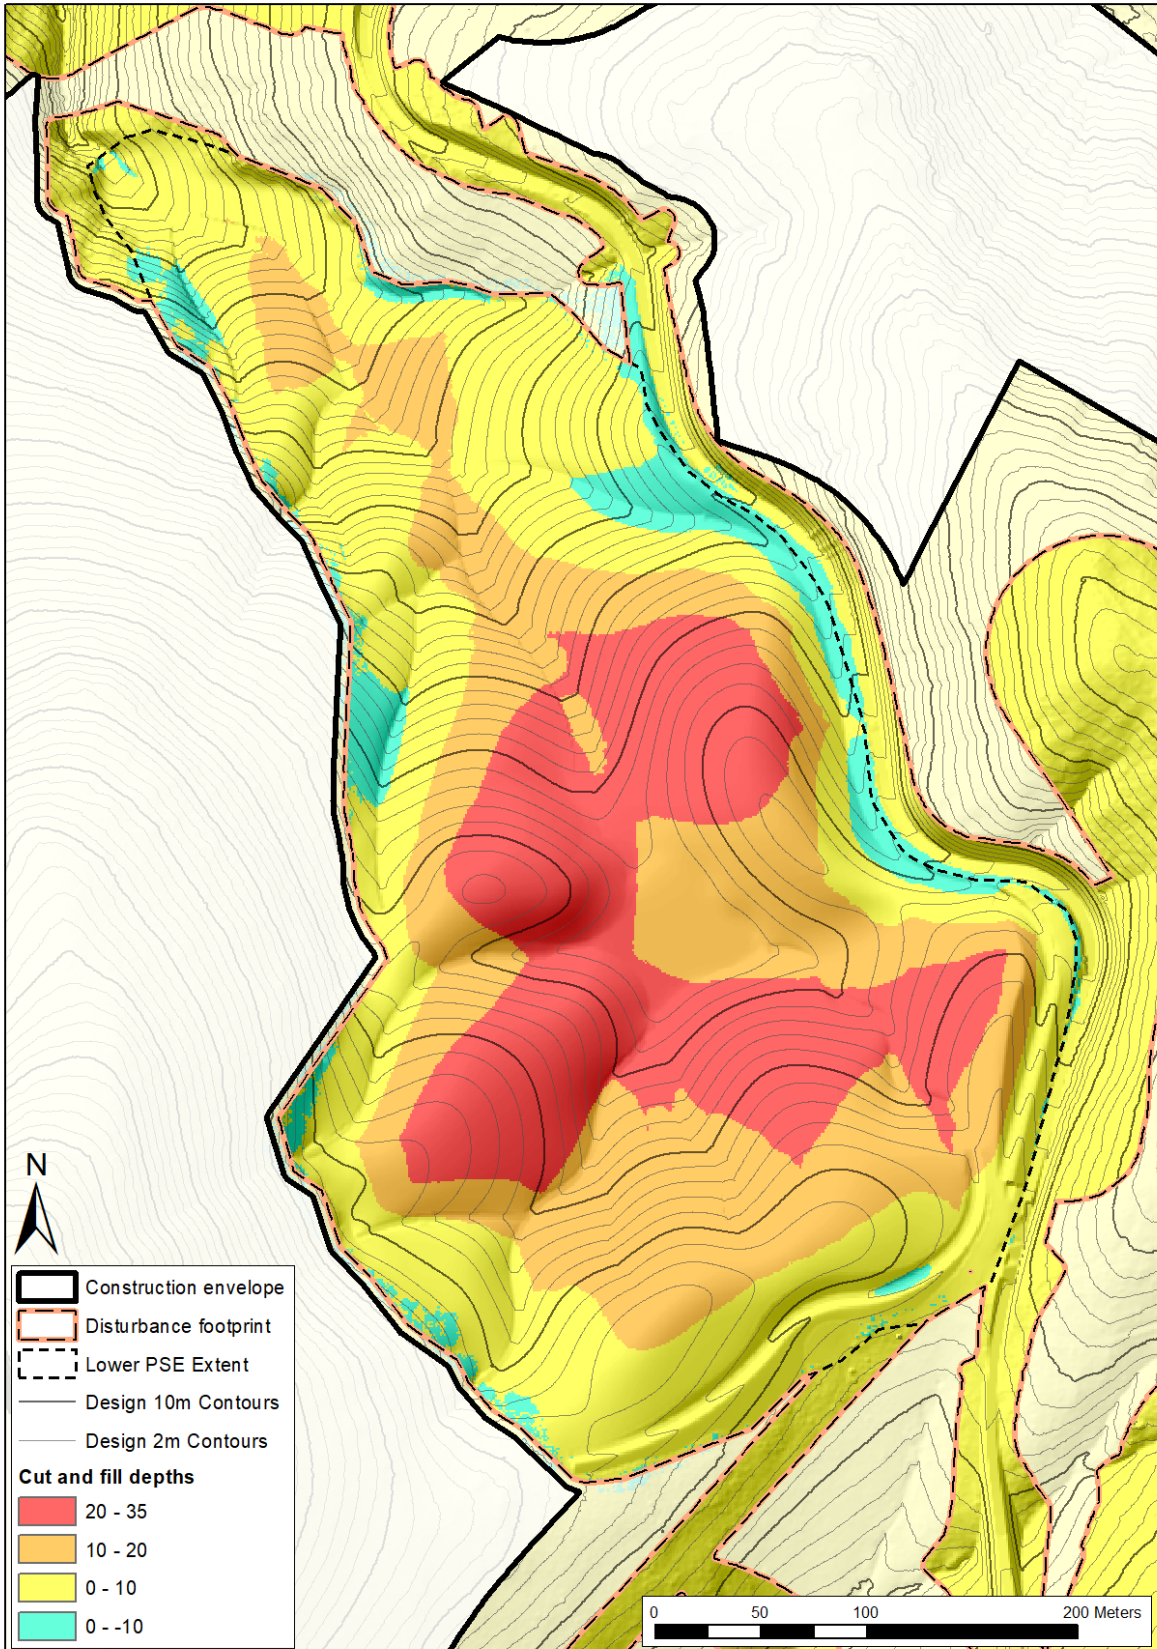 N
Construction envelope
Disturbance footprint
Lower PSE Extent
Design 10m Contours
Design 2m Contours
Cut and fill depths
20 - 35
10 - 20
0 - 10
0 - -10
0 50 100 200 Meters